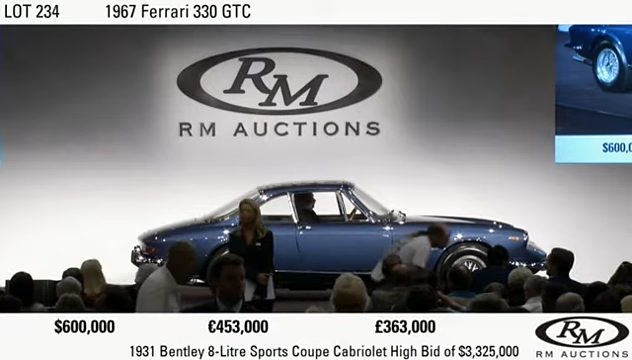 LOT 234 1967 Ferrari 330 GTC
RM
RM AUCTIONS
$600,0
$600,000 €453,000 £363,000
1931 Bentley 8-Litre Sports Coupe Cabriolet High Bid of $3,325,000
RM
RM AUCTIONS